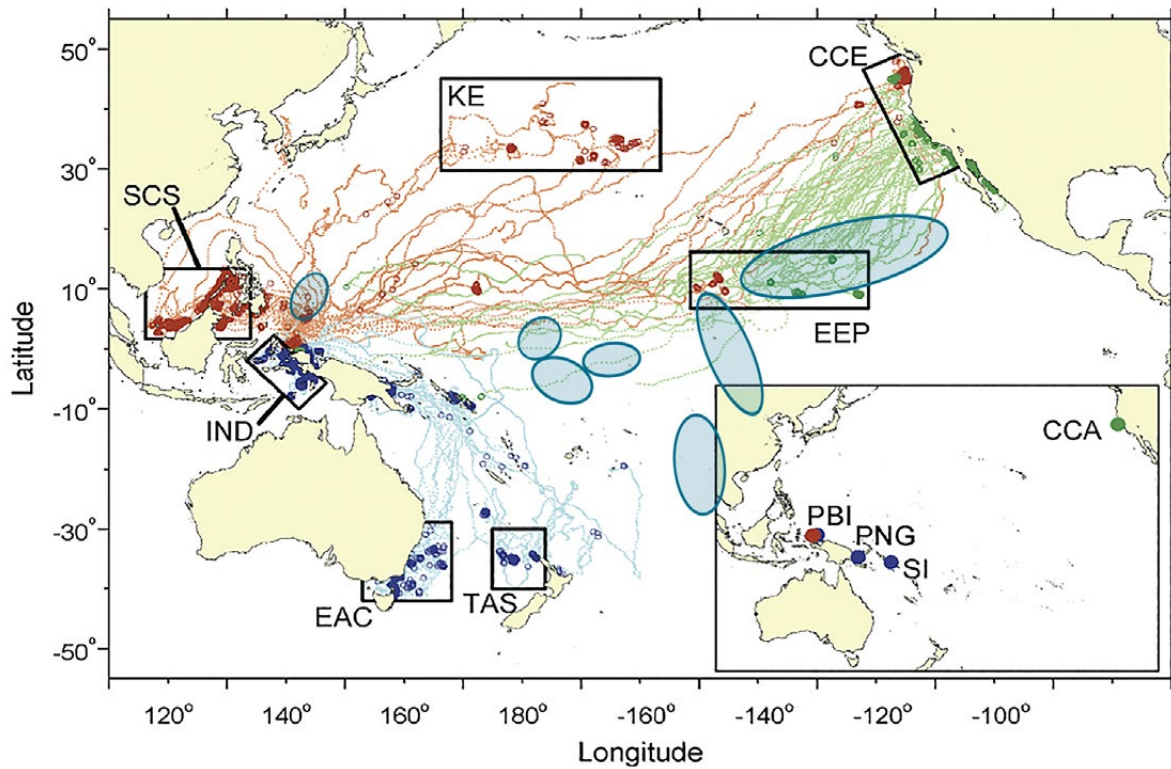 50°
30°
10°
-10°
-30°
-50°
Latitude
KE
CCE
SCS
EEP
IND
EAC
TAS
CCA
PBI
PNG
SI
120° 140° 160° 180° -160° -140° -120° -100°
Longitude